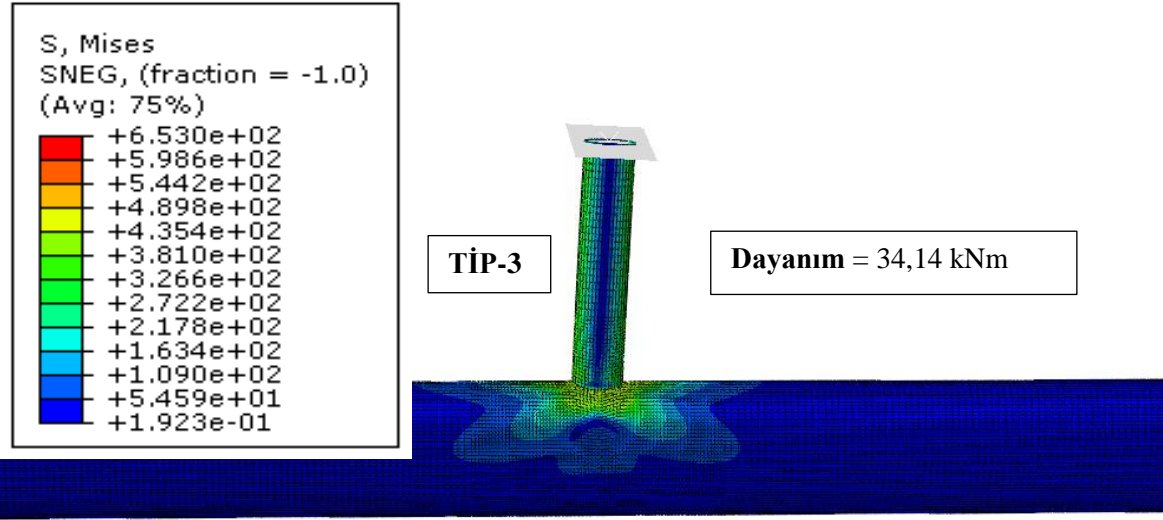 S, Mises
SNEG, (fraction = -1.0)
(Avg: 75%)
+6.530e+02
+5.986e+02
+5.442e+02
+4.898e+02
+4.354e+02
+3.810e+02
+3.266e+02
+2.722e+02
+2.178e+02
+1.634e+02
+1.090e+02
+5.459e+01
+1.923e-01
TİP-3
Dayanım = 34,14 kNm